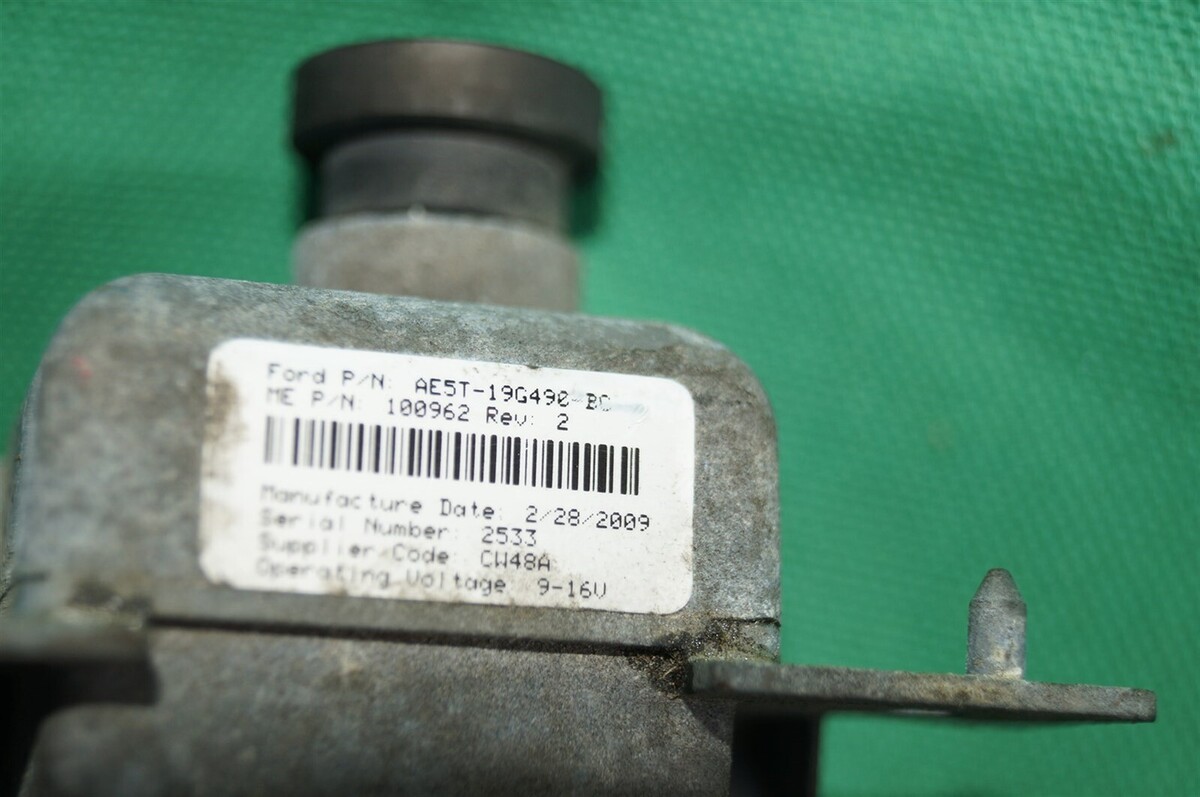 Ford P/N: AE5T-19G490
ME P/N: 100962 Rev: 2
Manufacture Date: 2/28/2009
Serial Number: 2533
Supplier Code: CW48A
Operating Voltage: 9-16V